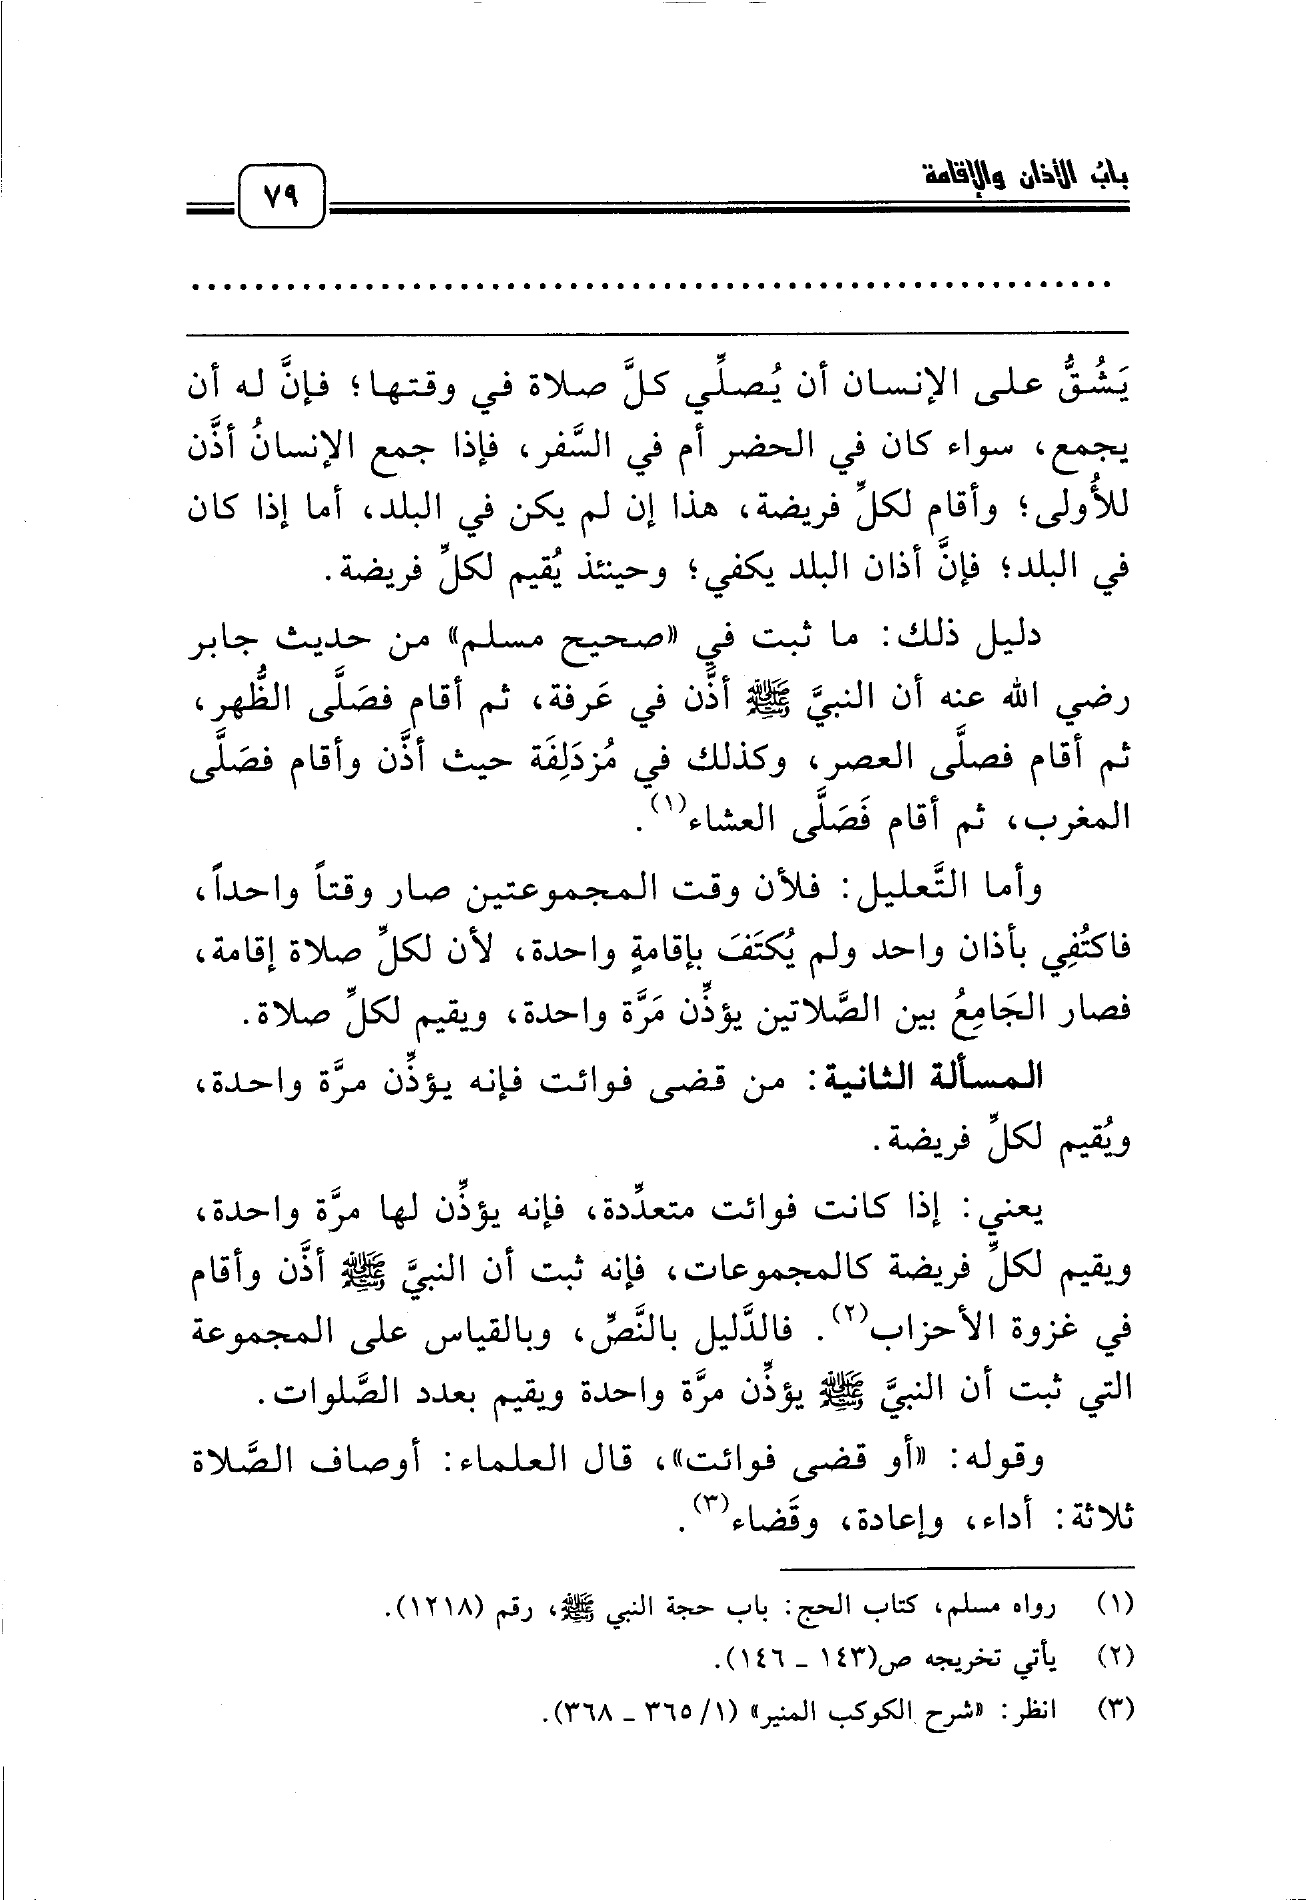 بابُ الأذان والإقامة
٧٩
................................................................
يَشُقُّ على الإنسان أن يُصلِّي كلَّ صلاة في وقتها؛ فإنَّ له أن
يجمع، سواء كان في الحضر أم في السَّفر، فإذا جمع الإنسانُ أذَّن
للأُولى؛ وأقام لكلِّ فريضة، هذا إن لم يكن في البلد، أما إذا كان
في البلد؛ فإنَّ أذان البلد يكفي؛ وحينئذ يُقيم لكلِّ فريضة.
دليل ذلك: ما ثبت في «صحيح مسلم» من حديث جابر
رضي الله عنه أن النبيَّ ﷺ أذَّن في عَرفة، ثم أقام فصَلَّى الظُّهر،
ثم أقام فصلَّى العصر، وكذلك في مُزدَلِفَة حيث أذَّن وأقام فصَلَّى
المغرب، ثم أقام فَصَلَّى العشاء(١).
وأما التَّعليل: فلأن وقت المجموعتين صار وقتاً واحداً،
فاكتُفِي بأذان واحد ولم يُكتَفَ بإقامةٍ واحدة، لأن لكلِّ صلاة إقامة،
فصار الجَامِعُ بين الصَّلاتين يؤذِّن مَرَّة واحدة، ويقيم لكلِّ صلاة.
المسألة الثانية: من قضى فوائت فإنه يؤذِّن مرَّة واحدة،
ويُقيم لكلِّ فريضة.
يعني: إذا كانت فوائت متعدِّدة، فإنه يؤذِّن لها مرَّة واحدة،
ويقيم لكلِّ فريضة كالمجموعات، فإنه ثبت أن النبيَّ ﷺ أذَّن وأقام
في غزوة الأحزاب(٢). فالدَّليل بالنَّصِّ، وبالقياس على المجموعة
التي ثبت أن النبيَّ ﷺ يؤذِّن مرَّة واحدة ويقيم بعدد الصَّلوات.
وقوله: «أو قضى فوائت»، قال العلماء: أوصاف الصَّلاة
ثلاثة: أداء، وإعادة، وقَضاء(٣).
(١) رواه مسلم، كتاب الحج: باب حجة النبي ﷺ، رقم (١٢١٨).
(٢) يأتي تخريجه ص(١٤٣ ـ ١٤٦).
(٣) انظر: «شرح الكوكب المنير» (١/ ٣٦٥ ـ ٣٦٨).